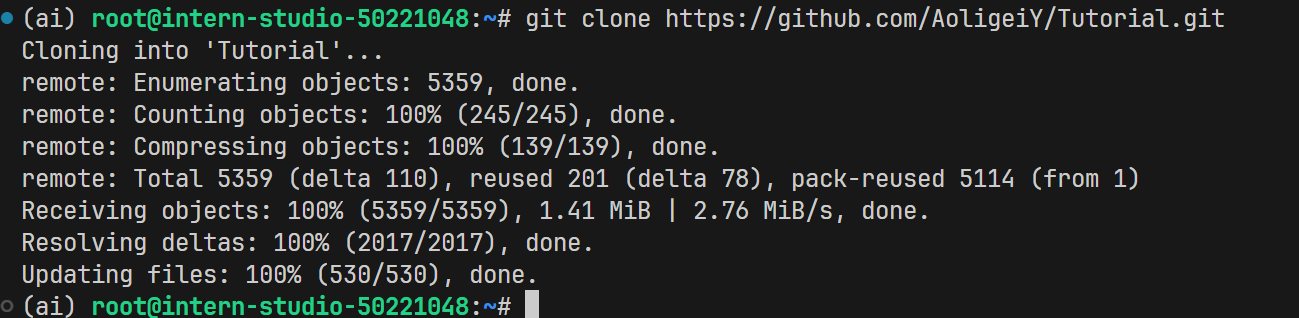 (ai) root@intern-studio-50221048:~# git clone https://github.com/AoligeiY/Tutorial.git
Cloning into 'Tutorial'...
remote: Enumerating objects: 5359, done.
remote: Counting objects: 100% (245/245), done.
remote: Compressing objects: 100% (139/139), done.
remote: Total 5359 (delta 110), reused 201 (delta 78), pack-reused 5114 (from 1)
Receiving objects: 100% (5359/5359), 1.41 MiB | 2.76 MiB/s, done.
Resolving deltas: 100% (2017/2017), done.
Updating files: 100% (530/530), done.
(ai) root@intern-studio-50221048:~#